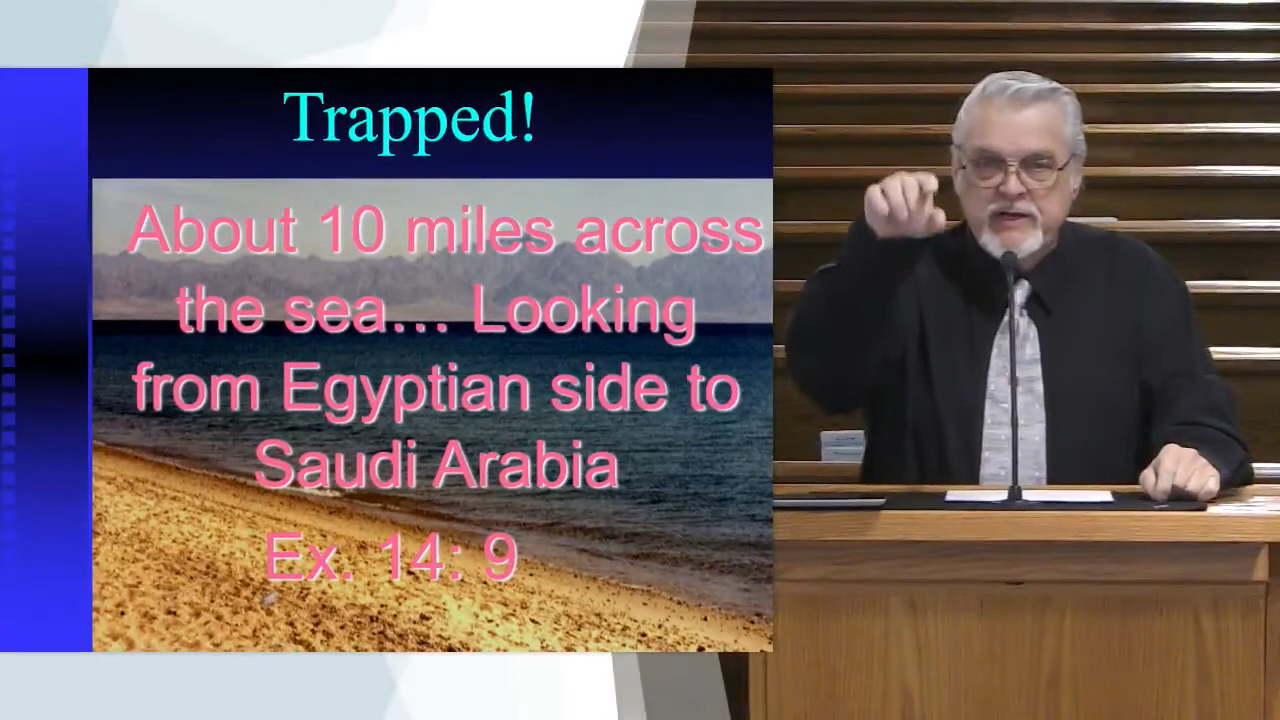 Trapped!
About 10 miles across
the sea… Looking
from Egyptian side to
Saudi Arabia
Ex. 14: 9